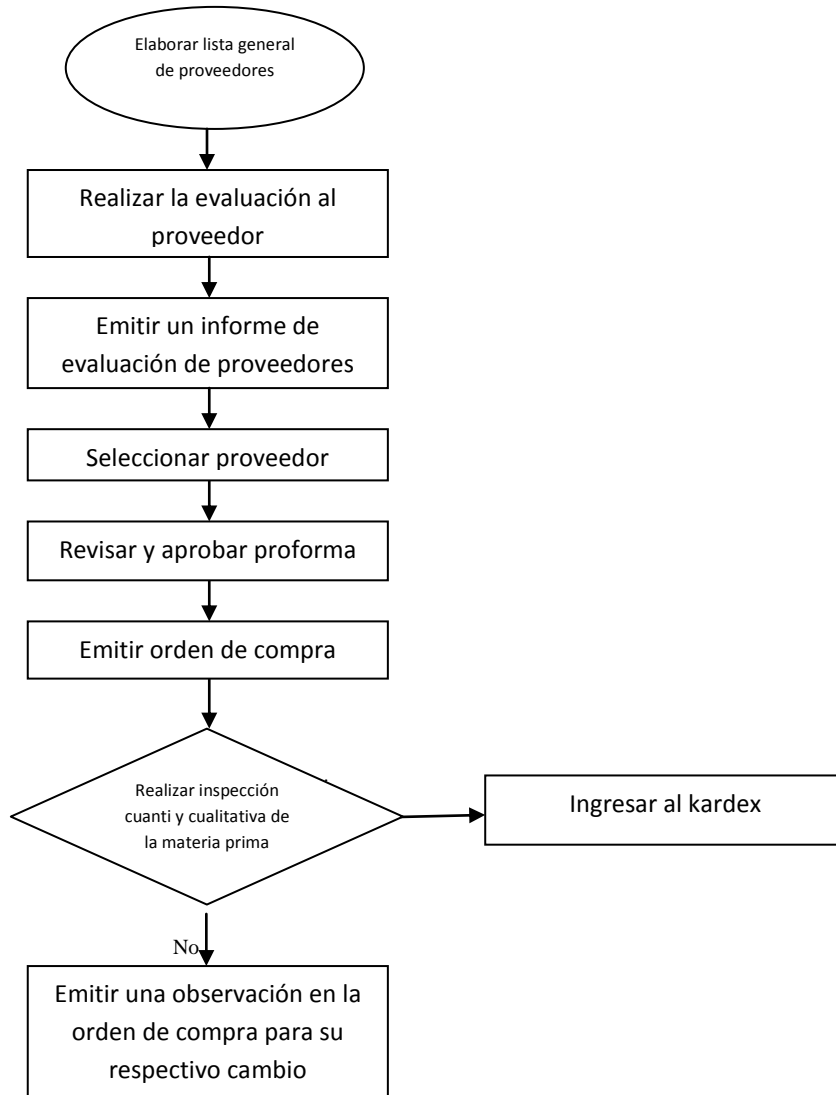 Elaborar lista general
de proveedores
Realizar la evaluación al
proveedor
Emitir un informe de
evaluación de proveedores
Seleccionar proveedor
Revisar y aprobar proforma
Emitir orden de compra
Realizar inspección
cuanti y cualitativa de
la materia prima
Ingresar al kardex
No
Emitir una observación en la
orden de compra para su
respectivo cambio